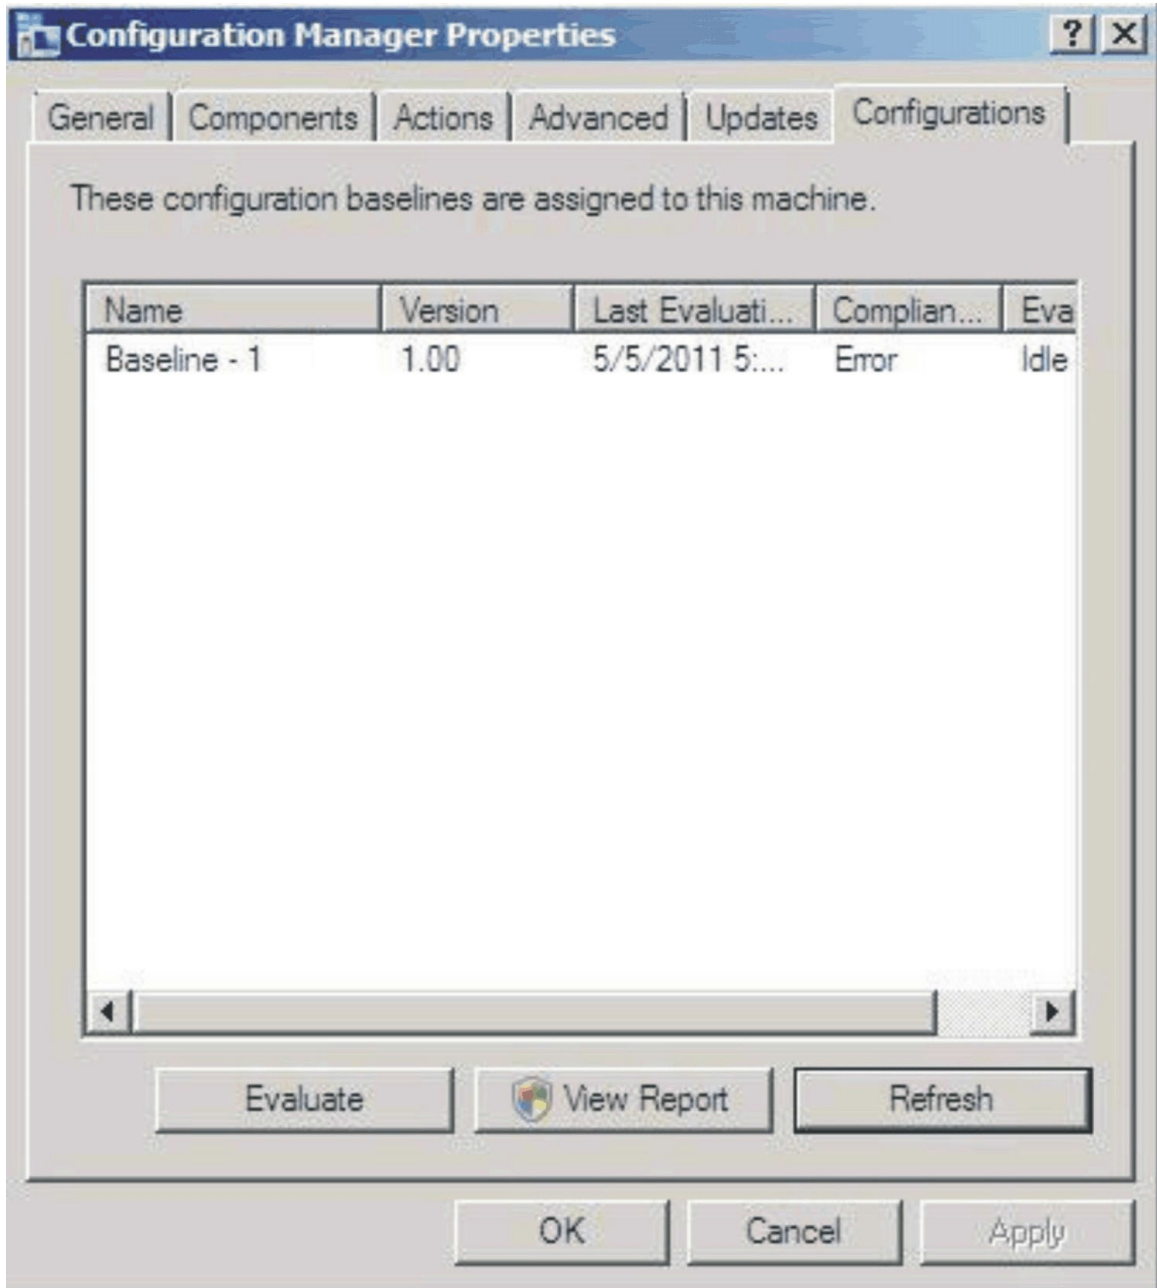 Configuration Manager Properties
General Components Actions Advanced Updates Configurations
These configuration baselines are assigned to this machine.
Name Version Last Evaluati... Complian... Eva
Baseline - 1 1.00 5/5/2011 5:... Error Idle
Evaluate View Report Refresh
OK Cancel Apply